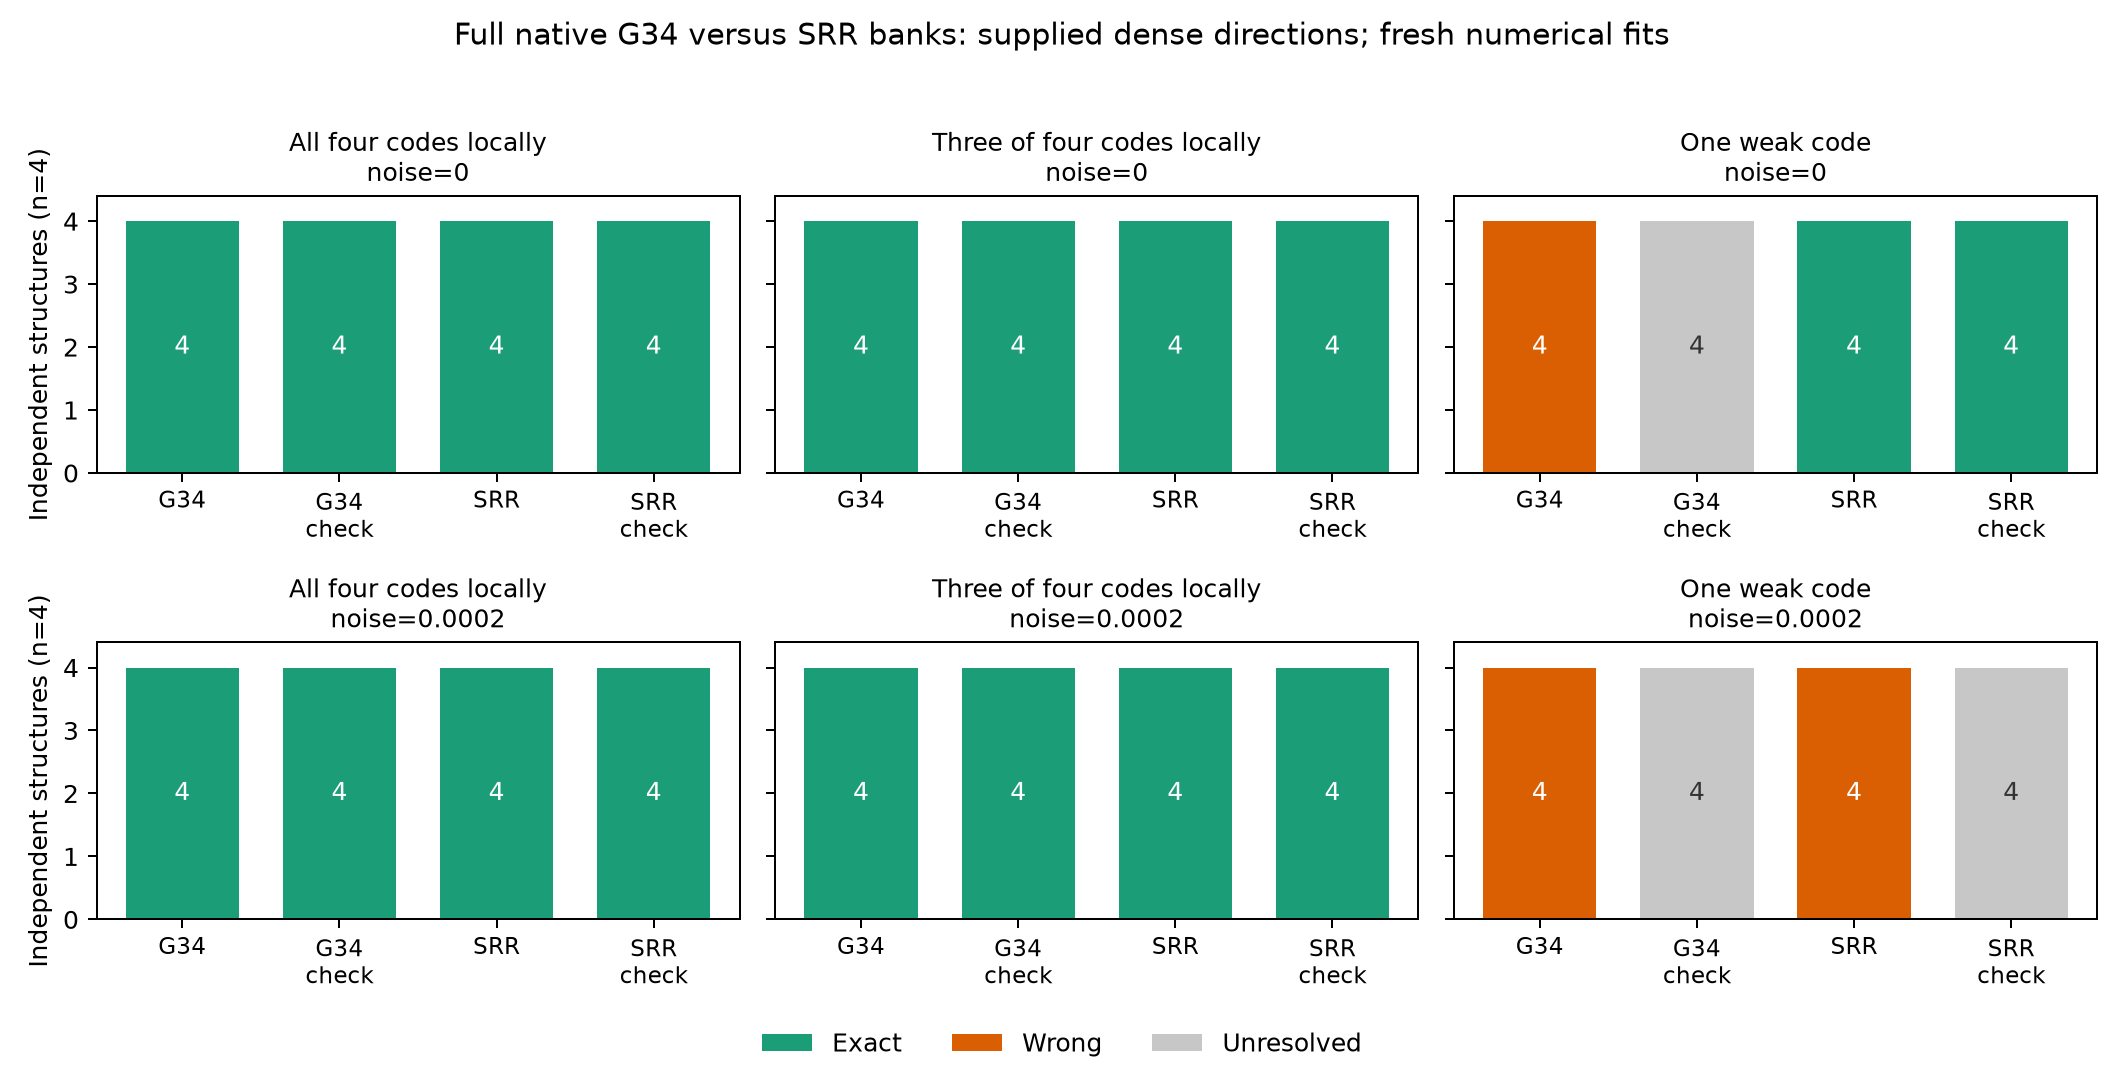 Full native G34 versus SRR banks: supplied dense directions; fresh numerical fits
All four codes locally
noise=0
Three of four codes locally
noise=0
One weak code
noise=0
Independent structures (n=4)
4
3
2
1
0
4
4
4
4
4
4
4
4
4
4
4
4
G34
G34
check
SRR
SRR
check
G34
G34
check
SRR
SRR
check
G34
G34
check
SRR
SRR
check
All four codes locally
noise=0.0002
Three of four codes locally
noise=0.0002
One weak code
noise=0.0002
Independent structures (n=4)
4
3
2
1
0
4
4
4
4
4
4
4
4
4
4
4
4
G34
G34
check
SRR
SRR
check
G34
G34
check
SRR
SRR
check
G34
G34
check
SRR
SRR
check
Exact
Wrong
Unresolved